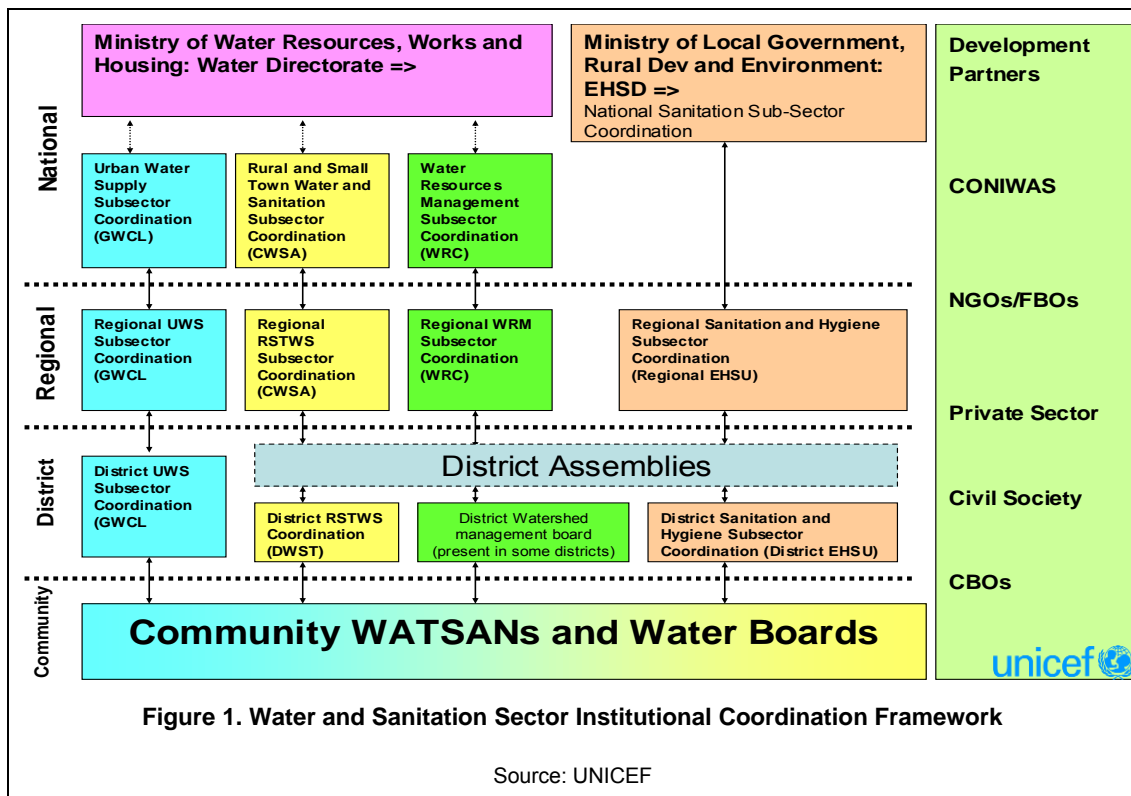 Ministry of Water Resources, Works and
Housing: Water Directorate =>
Ministry of Local Government,
Rural Dev and Environment:
EHSD =>
National Sanitation Sub-Sector
Coordination
Development
Partners
National
Urban Water
Supply
Subsector
Coordination
(GWCL)
Rural and Small
Town Water and
Sanitation
Subsector
Coordination
(CWSA)
Water
Resources
Management
Subsector
Coordination
(WRC)
CONIWAS
NGOs/FBOs
Regional
Regional UWS
Subsector
Coordination
(GWCL
Regional
RSTWS
Subsector
Coordination
(CWSA)
Regional WRM
Subsector
Coordination
(WRC)
Regional Sanitation and Hygiene
Subsector
Coordination
(Regional EHSU)
Private Sector
District
District UWS
Subsector
Coordination
(GWCL
District Assemblies
Civil Society
District RSTWS
Coordination
(DWST)
District Watershed
management board
(present in some districts)
District Sanitation and
Hygiene Subsector
Coordination (District EHSU)
CBOs
Community
Community WATSANs and Water Boards
unicef
Figure 1. Water and Sanitation Sector Institutional Coordination Framework
Source: UNICEF